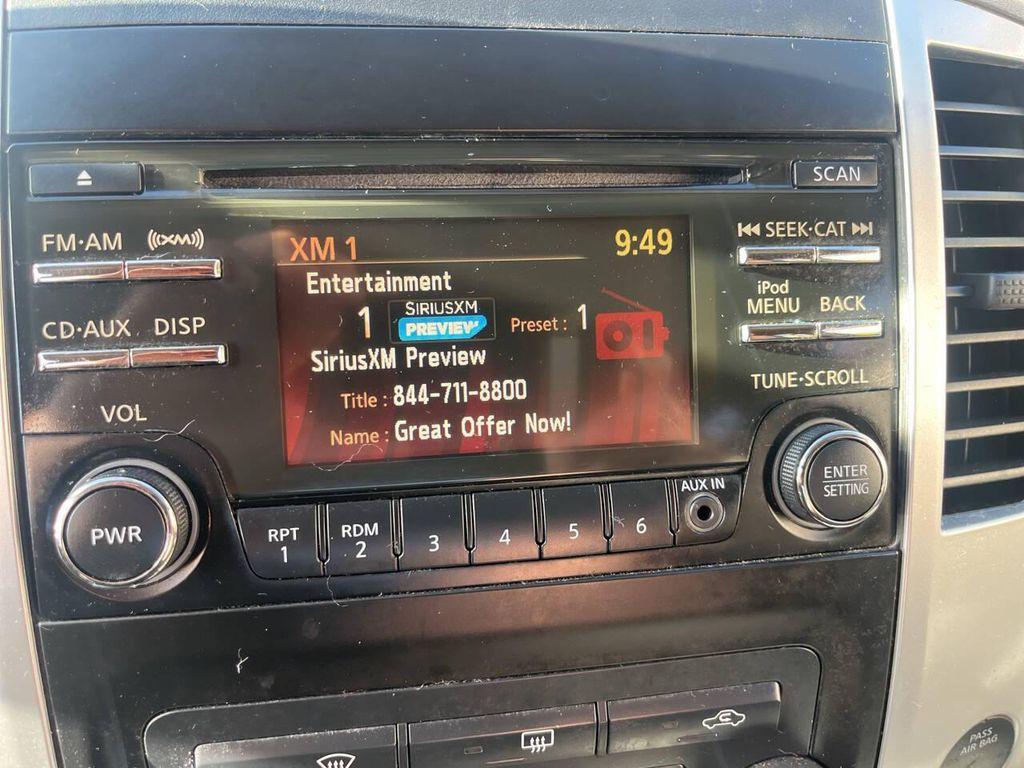 SCAN
FM·AM ((XM))
SEEK·CAT
CD·AUX DISP
iPod
MENU BACK
TUNE·SCROLL
VOL
XM 1 9:49
Entertainment
1 SIRIUSXM
PREVIEW Preset : 1
SiriusXM Preview
Title : 844-711-8800
Name : Great Offer Now!
PWR
RPT
1
RDM
2
3
4
5
6
AUX IN
ENTER
SETTING
PASS
AIR BAG